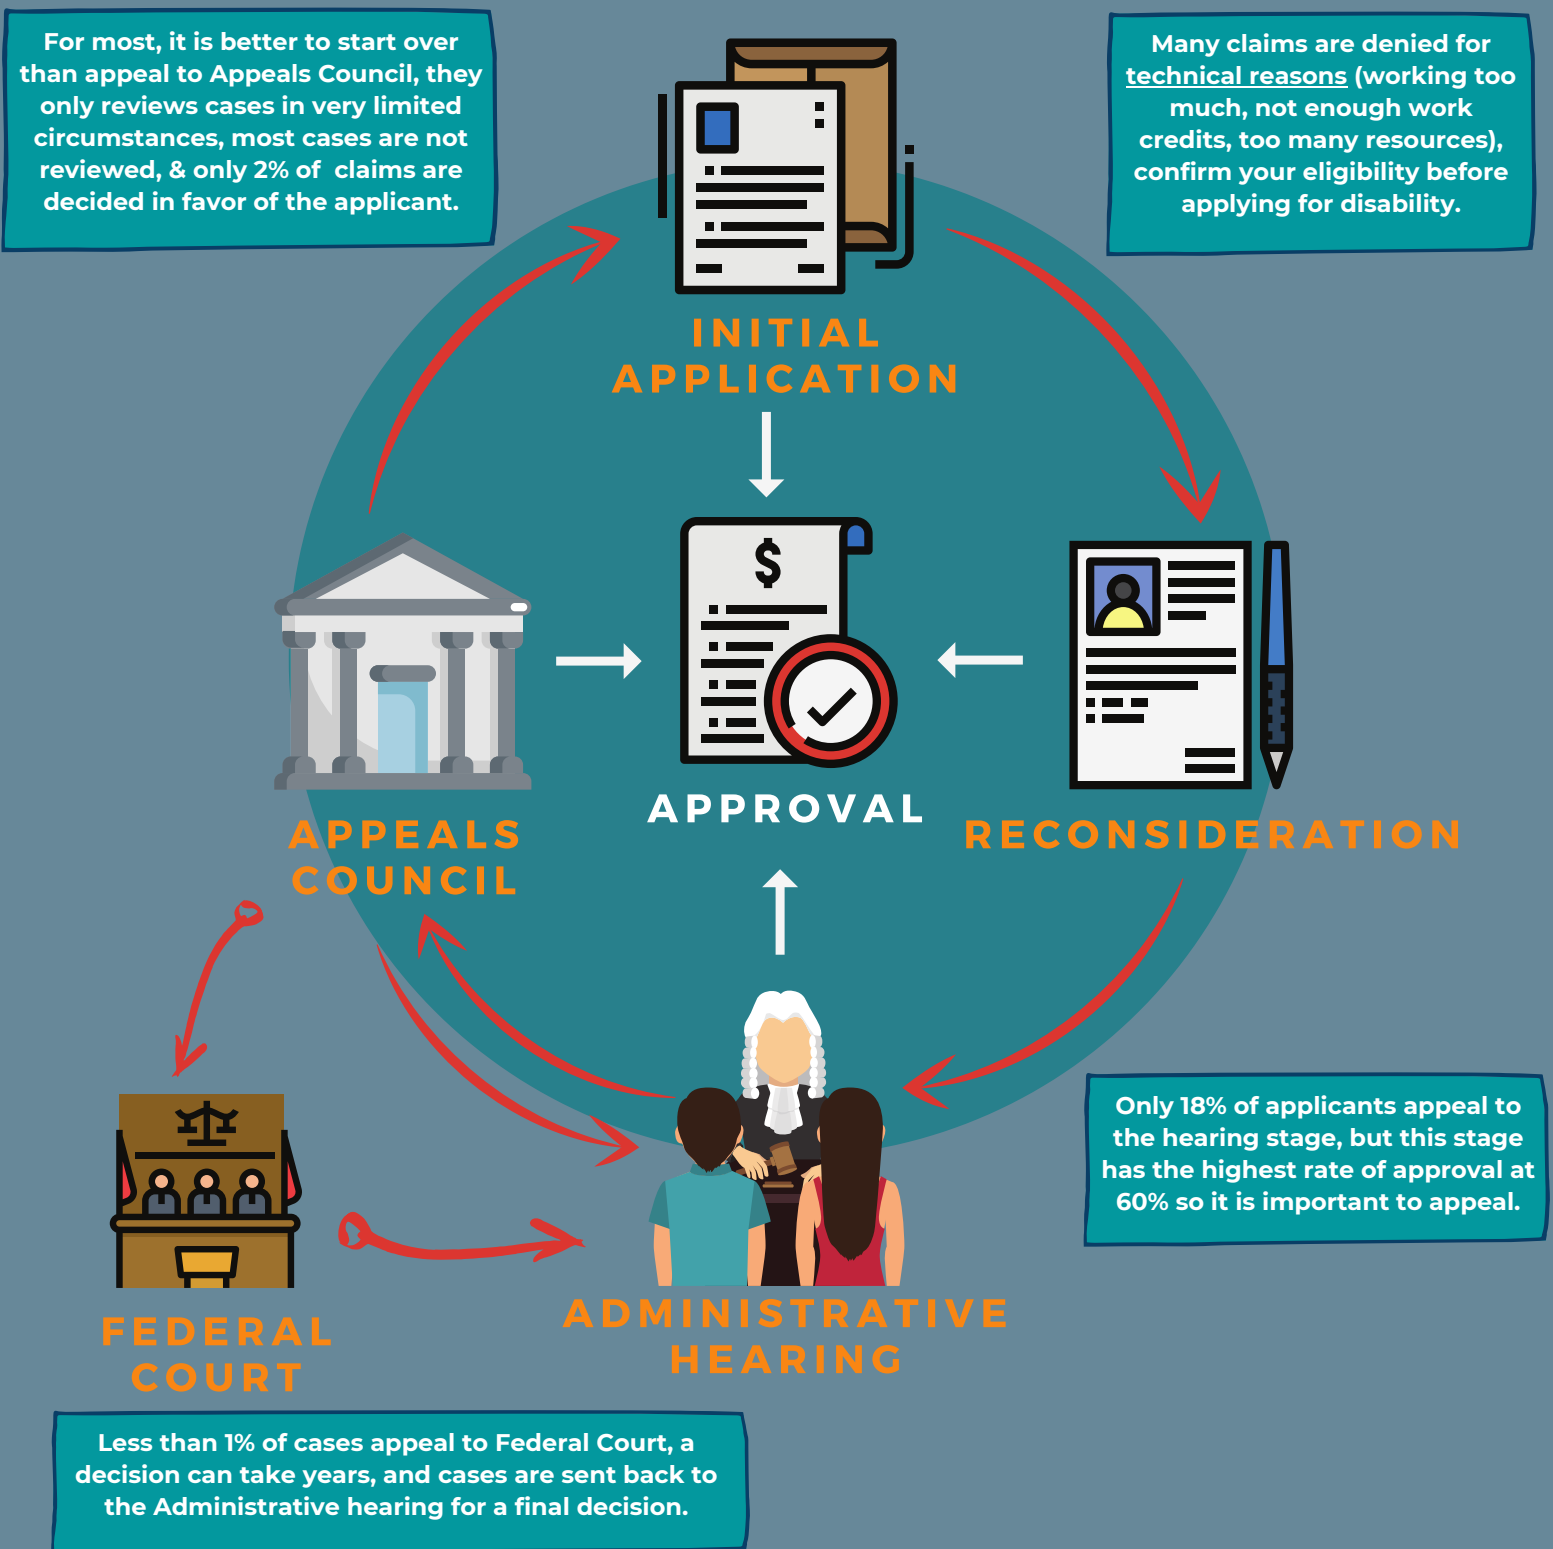 For most, it is better to start over
than appeal to Appeals Council, they
only reviews cases in very limited
circumstances, most cases are not
reviewed, & only 2% of claims are
decided in favor of the applicant.
Many claims are denied for
technical reasons (working too
much, not enough work
credits, too many resources),
confirm your eligibility before
applying for disability.
INITIAL
APPLICATION
$
APPROVAL
RECONSIDERATION
APPEALS
COUNCIL
Only 18% of applicants appeal to
the hearing stage, but this stage
has the highest rate of approval at
60% so it is important to appeal.
ADMINISTRATIVE
HEARING
FEDERAL
COURT
Less than 1% of cases appeal to Federal Court, a
decision can take years, and cases are sent back to
the Administrative hearing for a final decision.